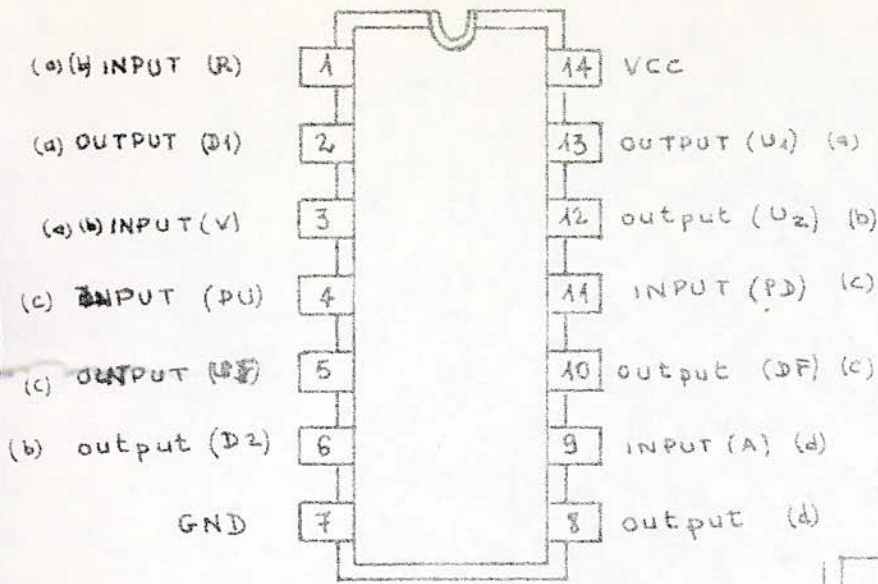 (a)(b) INPUT (R) 1 14 VCC
(a) OUTPUT (D1) 2 13 OUTPUT (U1) (a)
(a)(b) INPUT (V) 3 12 output (U2) (b)
(c) INPUT (PU) 4 11 INPUT (PD) (c)
(c) OUTPUT 5 10 output (DF) (c)
(b) output (D2) 6 9 INPUT (A) (d)
GND 7 8 output (d)